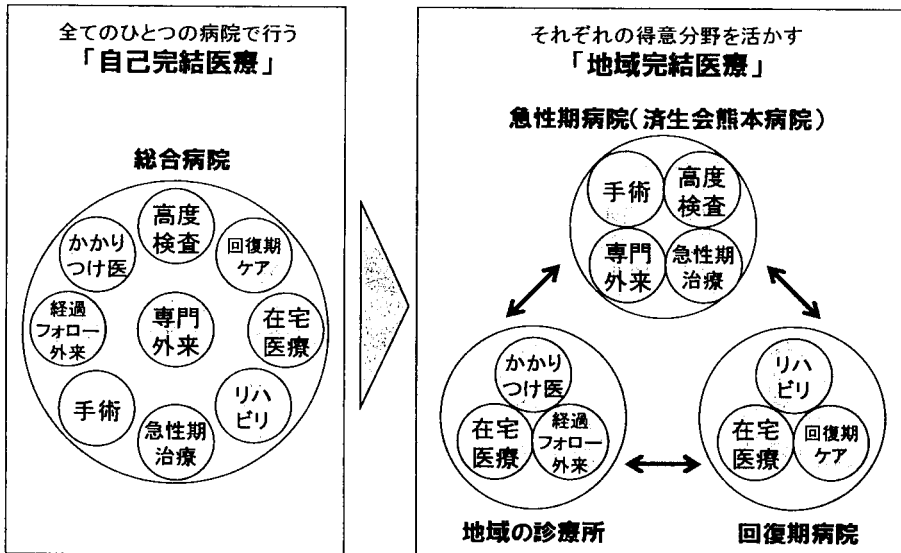 全てのひとつの病院で行う
「自己完結医療」
総合病院
高度
検査
かかり
つけ医
回復期
ケア
経過
フォロー
外来
専門
外来
在宅
医療
手術
リハ
ビリ
急性期
治療
それぞれの得意分野を活かす
「地域完結医療」
急性期病院(済生会熊本病院)
手術
高度
検査
専門
外来
急性期
治療
かかり
つけ医
在宅
医療
経過
フォロー
外来
地域の診療所
リハ
ビリ
在宅
医療
回復期
ケア
回復期病院